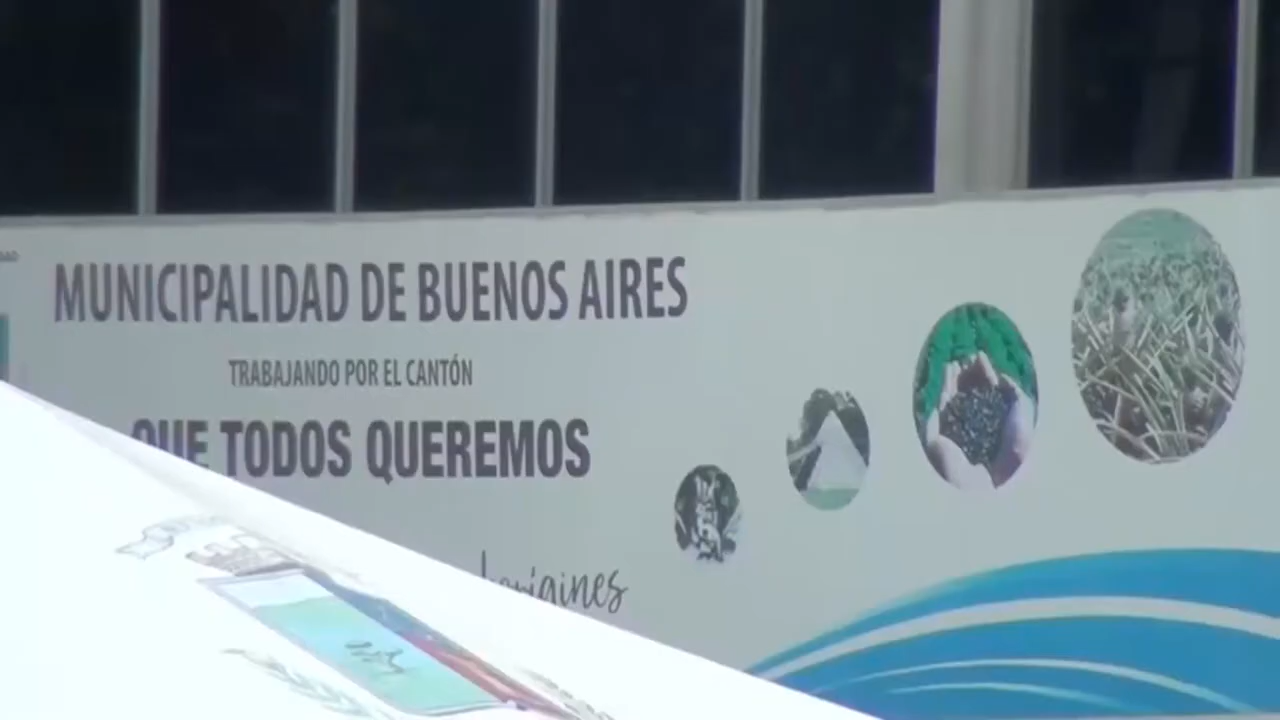 MUNICIPALIDAD DE BUENOS AIRES
TRABAJANDO POR EL CANTÓN
QUE TODOS QUEREMOS